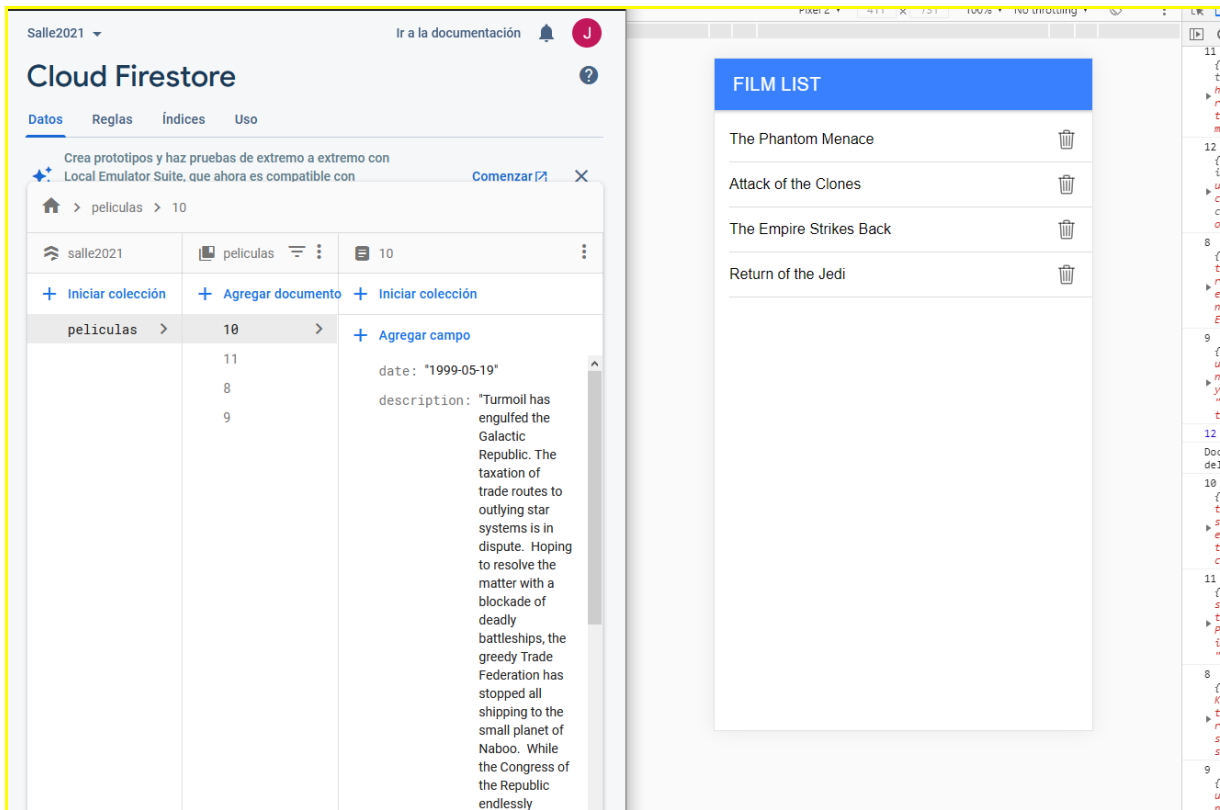 Salle2021
Ir a la documentación
J
Cloud Firestore
Datos Reglas Índices Uso
Crea prototipos y haz pruebas de extremo a extremo con
Local Emulator Suite, que ahora es compatible con
Comenzar
peliculas > 10
salle2021
peliculas
10
+ Iniciar colección
+ Agregar documento
+ Iniciar colección
peliculas
10
11
8
9
+ Agregar campo
date: "1999-05-19"
description: "Turmoil has
engulfed the
Galactic
Republic. The
taxation of
trade routes to
outlying star
systems is in
dispute. Hoping
to resolve the
matter with a
blockade of
deadly
battleships, the
greedy Trade
Federation has
stopped all
shipping to the
small planet of
Naboo. While
the Congress of
the Republic
endlessly
Pixel 2 411 x 731 100% No throttling
FILM LIST
The Phantom Menace
Attack of the Clones
The Empire Strikes Back
Return of the Jedi
11
12
8
9
12
10
11
8
9